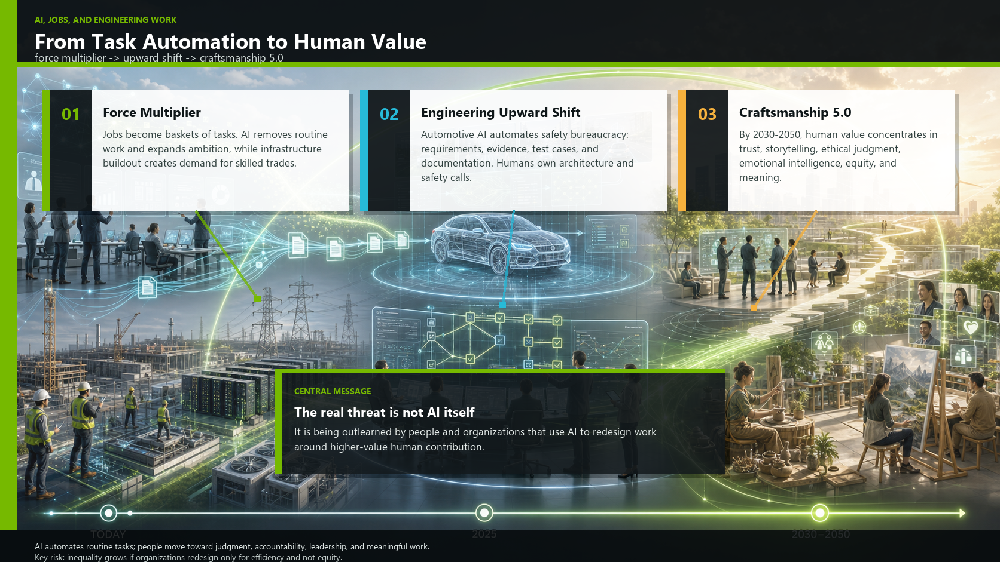 AI, JOBS, AND ENGINEERING WORK
From Task Automation to Human Value
force multiplier -> upward shift -> craftsmanship 5.0
01
Force Multiplier
Jobs become baskets of tasks. AI removes routine
work and expands ambition, while infrastructure
buildout creates demand for skilled trades.
02
Engineering Upward Shift
Automotive AI automates safety bureaucracy:
requirements, evidence, test cases, and
documentation. Humans own architecture and
safety calls.
03
Craftsmanship 5.0
By 2030-2050, human value concentrates in
trust, storytelling, ethical judgment,
emotional intelligence, equity, and
meaning.
CENTRAL MESSAGE
The real threat is not AI itself
It is being outlearned by people and organizations that use AI to redesign work
around higher-value human contribution.
TODAY
2025
2030–2050
AI automates routine tasks; people move toward judgment, accountability, leadership, and meaningful work.
Key risk: inequality grows if organizations redesign only for efficiency and not equity.